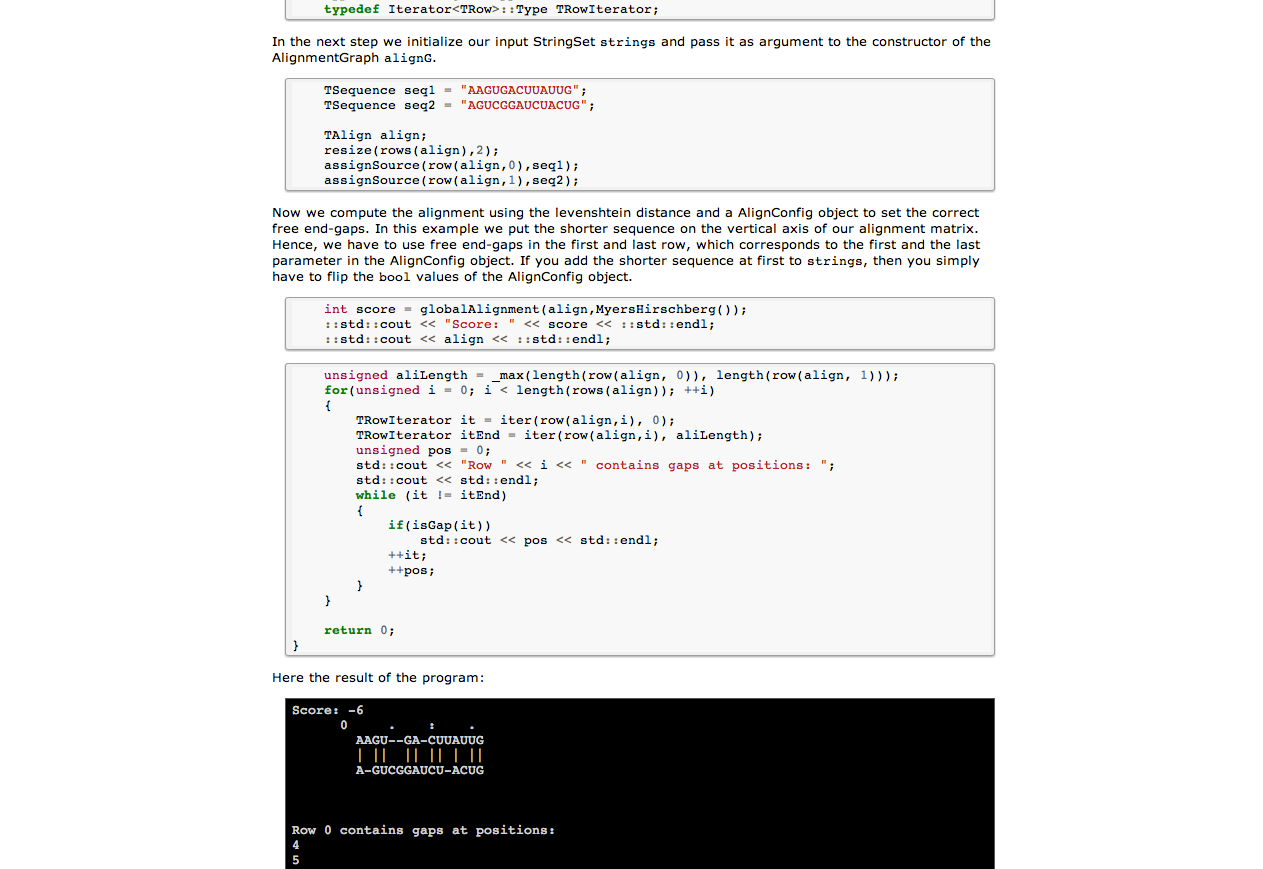 typedef Iterator<TRow>::Type TRowIterator;
In the next step we initialize our input StringSet strings and pass it as argument to the constructor of the
AlignmentGraph alignG.
TSequence seq1 = "AAGUGACUUAUUG";
TSequence seq2 = "AGUCGGAUCUACUG";
TAlign align;
resize(rows(align),2);
assignSource(row(align,0),seq1);
assignSource(row(align,1),seq2);
Now we compute the alignment using the levenshtein distance and a AlignConfig object to set the correct
free end-gaps. In this example we put the shorter sequence on the vertical axis of our alignment matrix.
Hence, we have to use free end-gaps in the first and last row, which corresponds to the first and the last
parameter in the AlignConfig object. If you add the shorter sequence at first to strings, then you simply
have to flip the bool values of the AlignConfig object.
int score = globalAlignment(align,MyersHirschberg());
::std::cout << "Score: " << score << ::std::endl;
::std::cout << align << ::std::endl;
unsigned aliLength = _max(length(row(align, 0)), length(row(align, 1)));
for(unsigned i = 0; i < length(rows(align)); ++i)
{
TRowIterator it = iter(row(align,i), 0);
TRowIterator itEnd = iter(row(align,i), aliLength);
unsigned pos = 0;
std::cout << "Row " << i << " contains gaps at positions: ";
std::cout << std::endl;
while (it != itEnd)
{
if(isGap(it))
std::cout << pos << std::endl;
++it;
++pos;
}
}
return 0;
}
Here the result of the program:
Score: -6
0     .    :    .
AAGU--GA-CUUAUUG
| ||  || || | ||
A-GUCGGAUCU-ACUG
Row 0 contains gaps at positions:
4
5